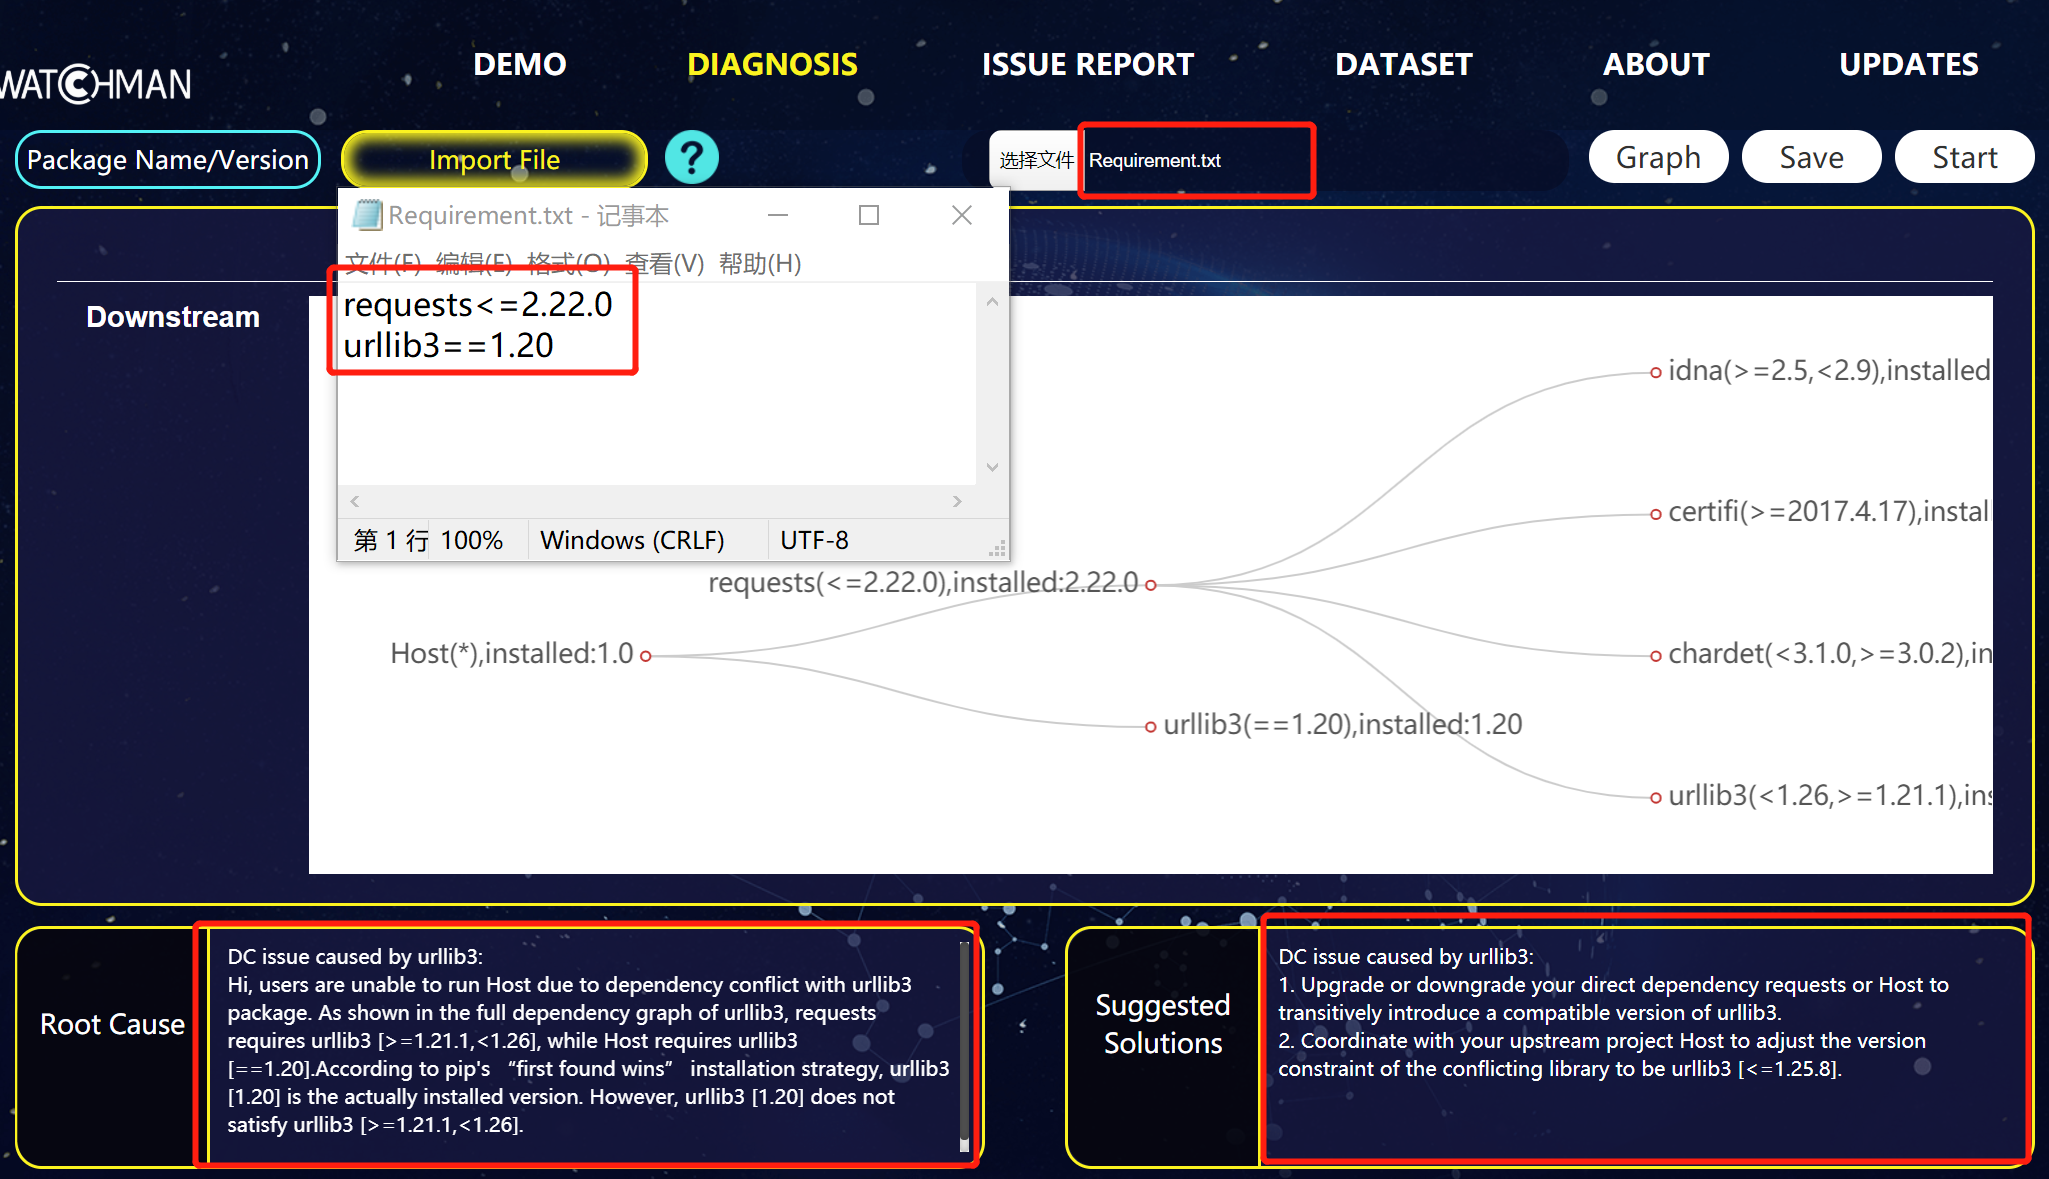 WATCHMAN
DEMO
DIAGNOSIS
ISSUE REPORT
DATASET
ABOUT
UPDATES
Package Name/Version
Import File
?
选择文件
Requirement.txt
Graph
Save
Start
Requirement.txt - 记事本
文件(F) 编辑(E) 格式(O) 查看(V) 帮助(H)
requests<=2.22.0
urllib3==1.20
第 1 行
100%
Windows (CRLF)
UTF-8
Downstream
idna(>=2.5,<2.9),installed
certifi(>=2017.4.17),instal
requests(<=2.22.0),installed:2.22.0
Host(*),installed:1.0
chardet(<3.1.0,>=3.0.2),in
urllib3(==1.20),installed:1.20
urllib3(<1.26,>=1.21.1),ins
Root Cause
DC issue caused by urllib3:
Hi, users are unable to run Host due to dependency conflict with urllib3
package. As shown in the full dependency graph of urllib3, requests
requires urllib3 [>=1.21.1,<1.26], while Host requires urllib3
[==1.20].According to pip's “first found wins” installation strategy, urllib3
[1.20] is the actually installed version. However, urllib3 [1.20] does not
satisfy urllib3 [>=1.21.1,<1.26].
Suggested
Solutions
DC issue caused by urllib3:
1. Upgrade or downgrade your direct dependency requests or Host to
transitively introduce a compatible version of urllib3.
2. Coordinate with your upstream project Host to adjust the version
constraint of the conflicting library to be urllib3 [<=1.25.8].